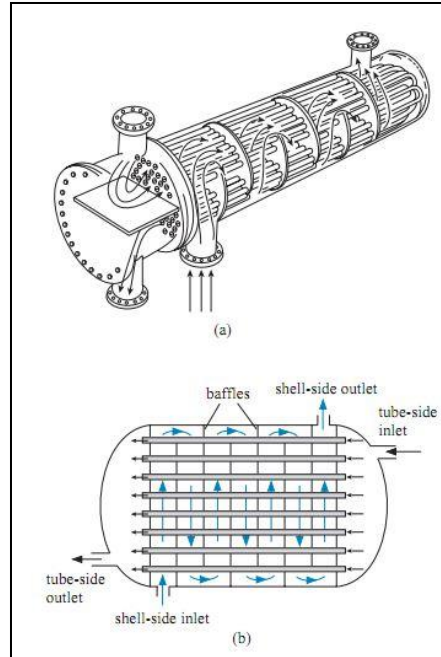 (a)
shell-side outlet
baffles
tube-side
inlet
tube-side
outlet
shell-side inlet
(b)